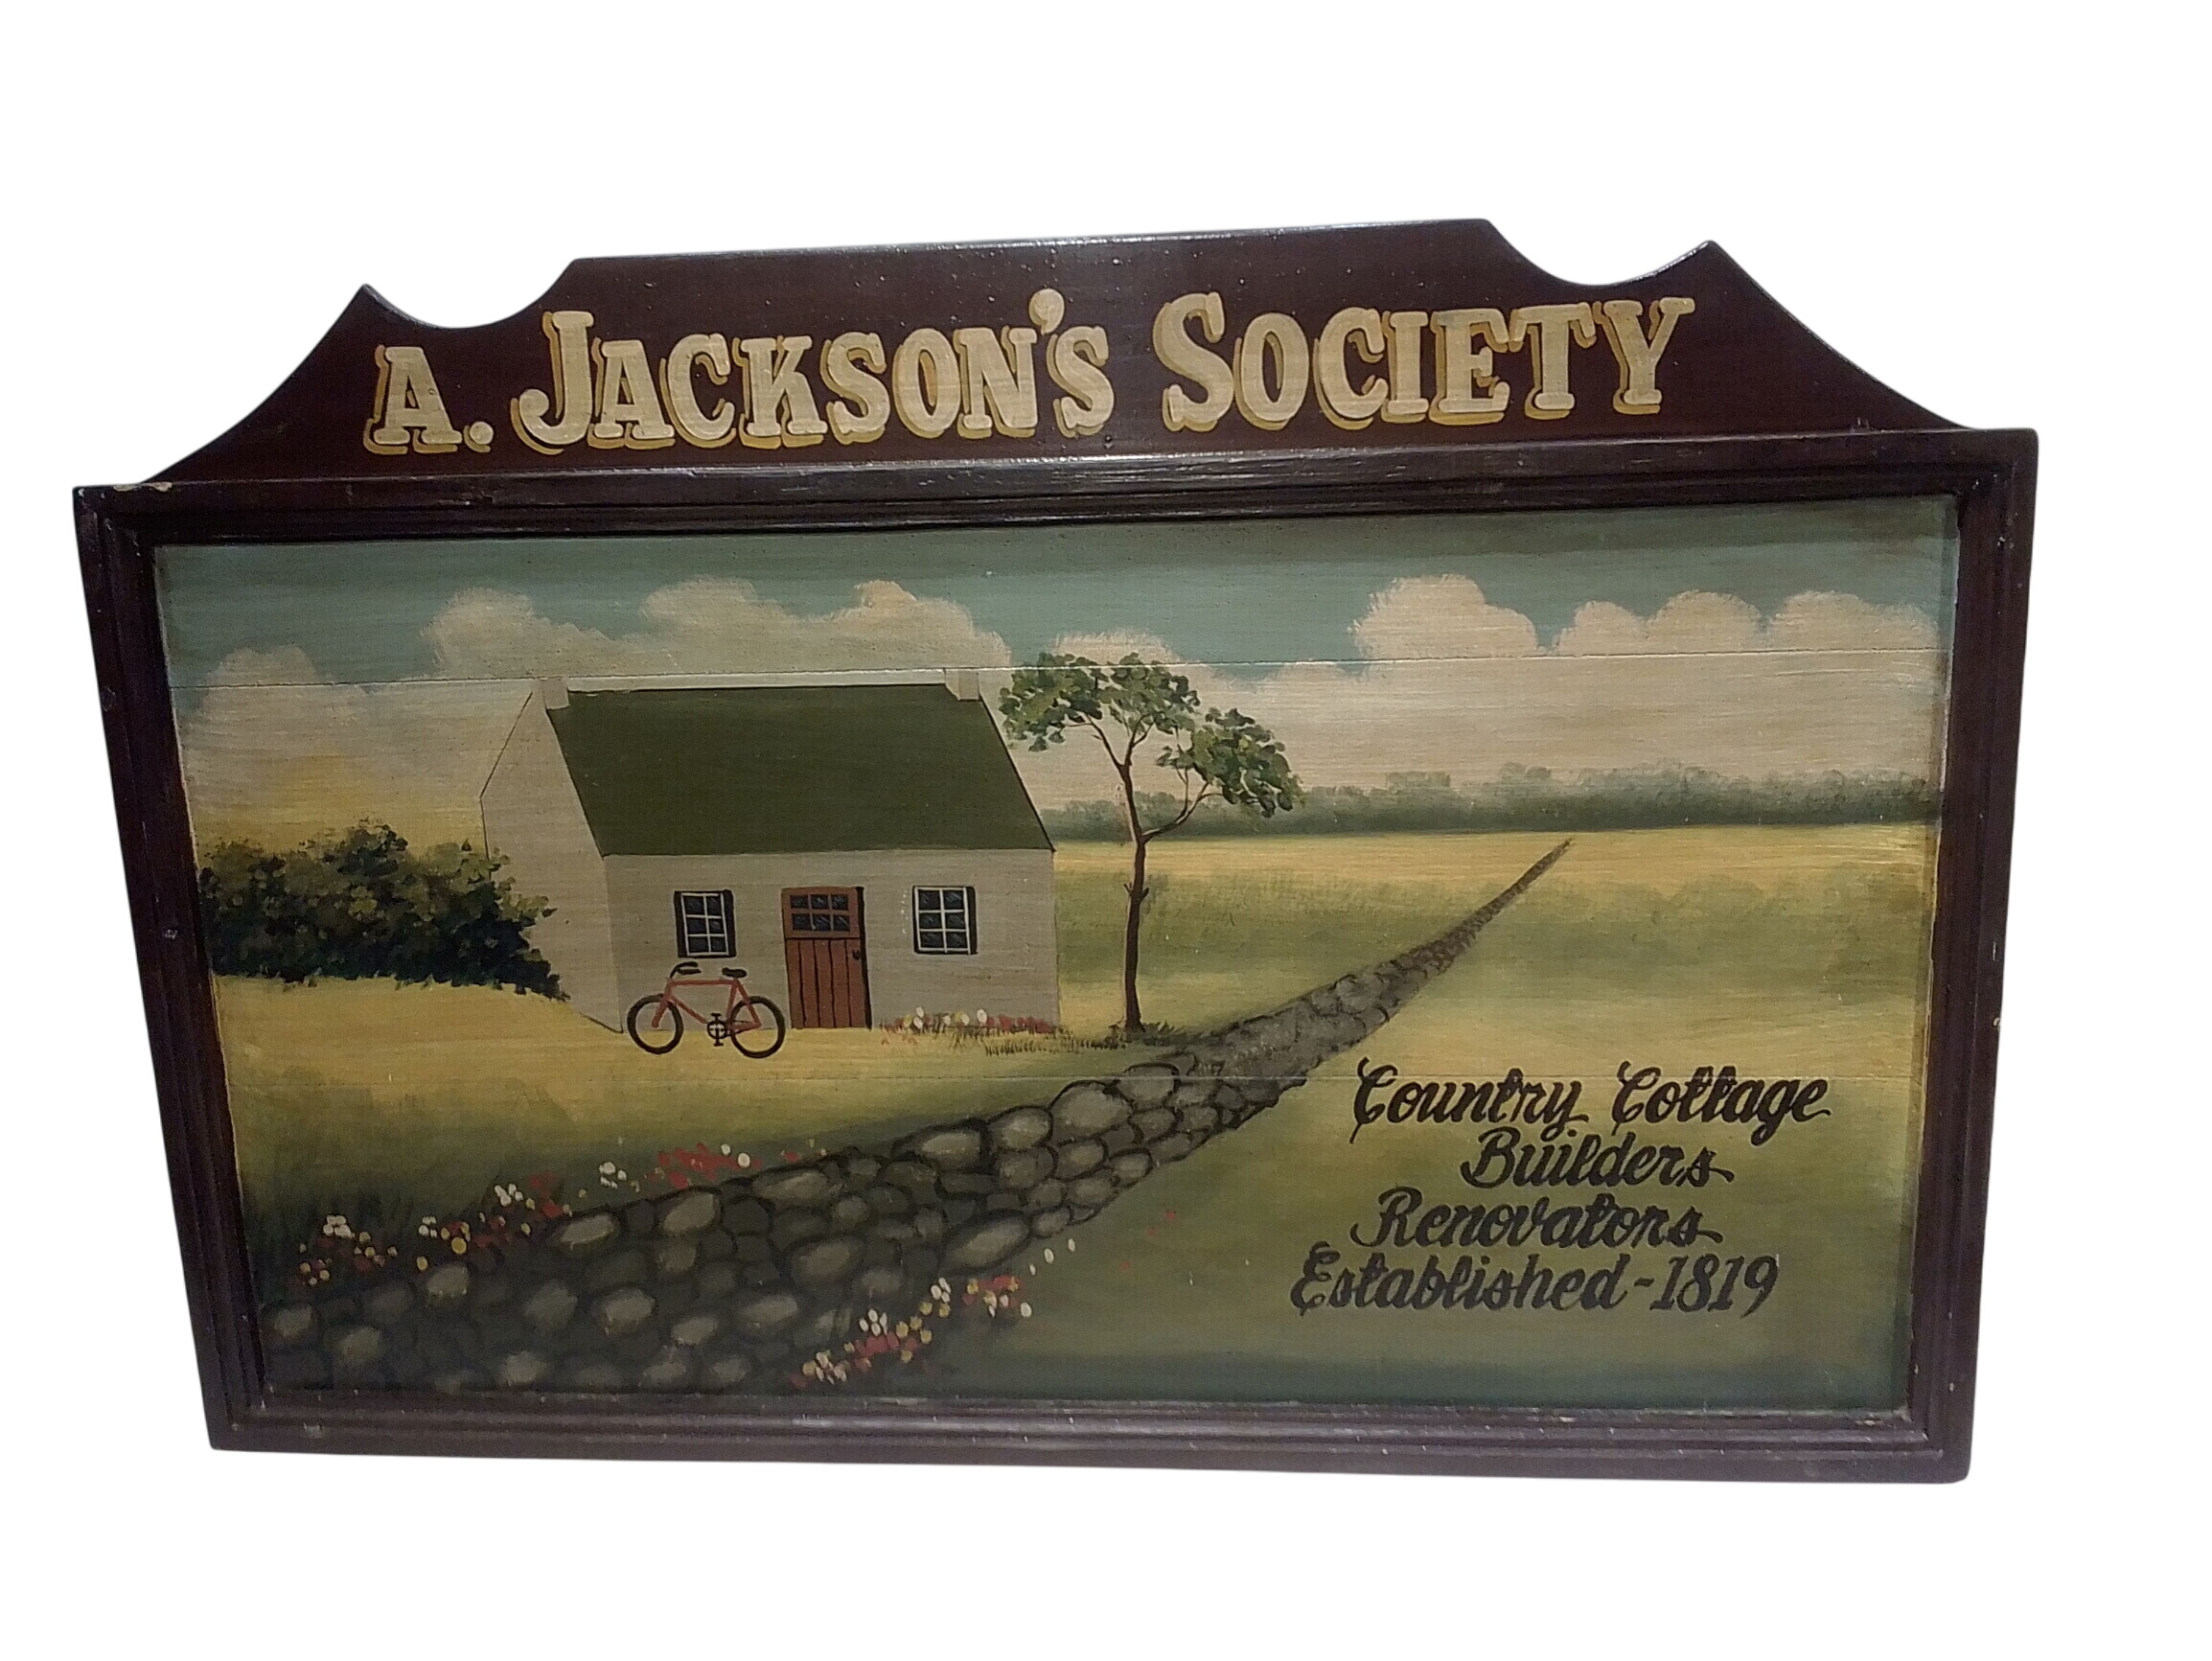 A. JACKSON'S SOCIETY
Country Cottage
Builders
Renovators
Established - 1819